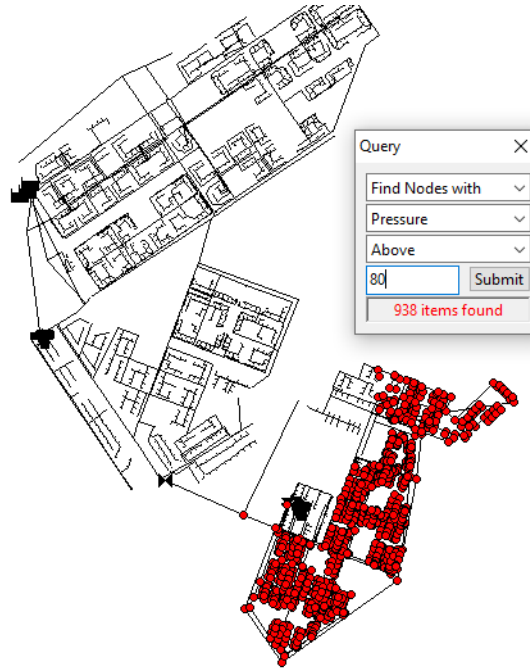 Query
Find Nodes with
Pressure
Above
80
Submit
938 items found